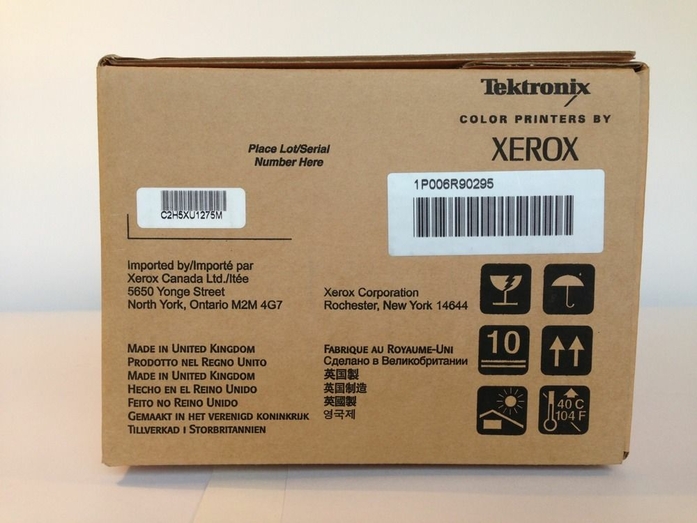 Tektronix
COLOR PRINTERS BY
XEROX
Place Lot/Serial
Number Here
1P006R90295
C2H5XU1275M
Imported by/Importé par
Xerox Canada Ltd./ltée
5650 Yonge Street
North York, Ontario M2M 4G7
Xerox Corporation
Rochester, New York 14644
MADE IN UNITED KINGDOM
PRODOTTO NEL REGNO UNITO
MADE IN UNITED KINGDOM
HECHO EN EL REINO UNIDO
FEITO NO REINO UNIDO
GEMAAKT IN HET VERENIGD KONINKRIJK
TILLVERKAD I STORBRITANNIEN
FABRIQUE AU ROYAUME-UNI
Сделано в Великобритании
英国製
英国制造
英國製
영국제
10
40 C
104 F